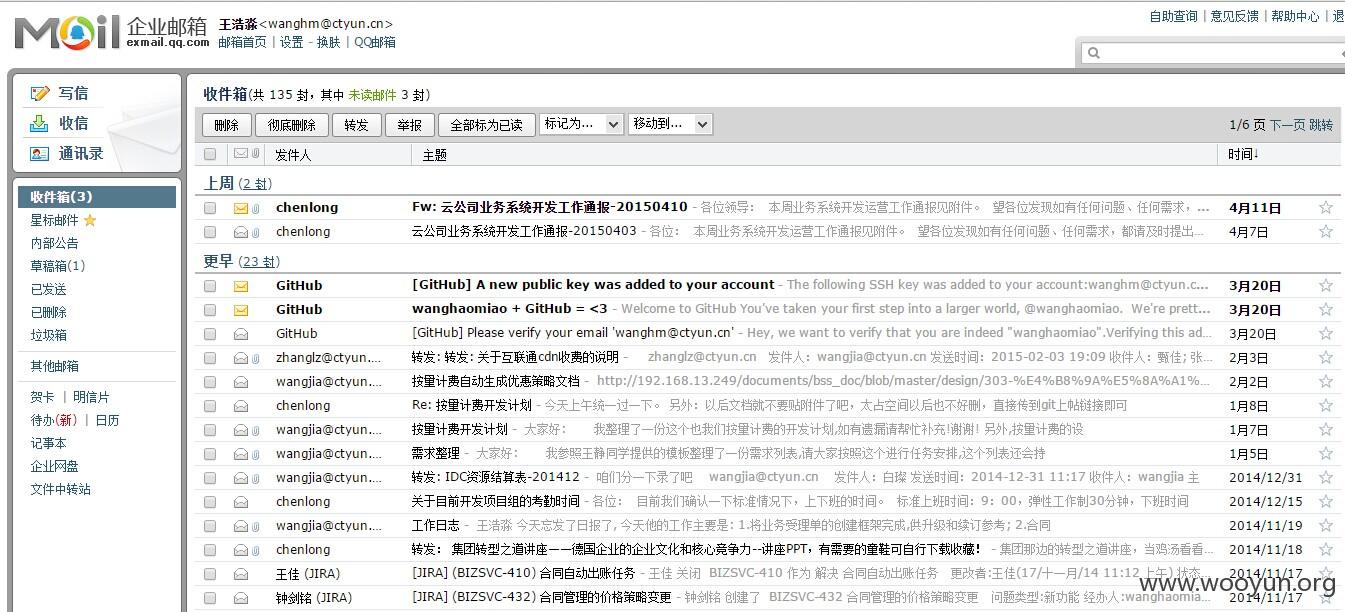 Mail 企业邮箱 exmail.qq.com
王浩淼<wanghm@ctyun.cn>
邮箱首页 | 设置 - 换肤 | QQ邮箱
自助查询 | 意见反馈 | 帮助中心 | 退
写信
收信
通讯录
收件箱(3)
星标邮件
内部公告
草稿箱(1)
已发送
已删除
垃圾箱
其他邮箱
贺卡 | 明信片
待办(新) | 日历
记事本
企业网盘
文件中转站
收件箱(共 135 封，其中 未读邮件 3 封)
删除 彻底删除 转发 举报 全部标为已读 标记为... 移动到... 1/6 页 下一页 跳转
发件人 主题 时间↓
上周 (2 封)
chenlong Fw: 云公司业务系统开发工作通报-20150410 - 各位领导： 本周业务系统开发运营工作通报见附件。 望各位发现如有任何问题、任何需求，... 4月11日
chenlong 云公司业务系统开发工作通报-20150403 - 各位： 本周业务系统开发运营工作通报见附件。 望各位发现如有任何问题、任何需求，都请及时提出... 4月7日
更早 (23 封)
GitHub [GitHub] A new public key was added to your account - The following SSH key was added to your account:wanghm@ctyun.c... 3月20日
GitHub wanghaomiao + GitHub = <3 - Welcome to GitHub You've taken your first step into a larger world, @wanghaomiao. We're prett... 3月20日
GitHub [GitHub] Please verify your email 'wanghm@ctyun.cn' - Hey, we want to verify that you are indeed "wanghaomiao".Verifying this ad... 3月20日
zhanglz@ctyun.... 转发: 转发: 关于互联通cdn收费的说明 - zhanglz@ctyun.cn 发件人：wangjia@ctyun.cn 发送时间：2015-02-03 19:09 收件人：甄佳; 张... 2月3日
wangjia@ctyun.... 按量计费自动生成优惠策略文档 - http://192.168.13.249/documents/bss_doc/blob/master/design/303-%E4%B8%9A%E5%8A%A1%... 2月2日
chenlong Re: 按量计费开发计划 - 今天上午统一过一下。 另外：以后文档就不要贴附件了吧，太占空间以后也不好删，直接传到git上帖链接即可 1月8日
wangjia@ctyun.... 按量计费开发计划 - 大家好： 我整理了一份这个也我们按量计费的开发计划,如有遗漏请帮忙补充!谢谢! 另外,按量计费的设 1月7日
wangjia@ctyun.... 需求整理 - 大家好： 我参照王静同学提供的模板整理了一份需求列表,请大家按照这个进行任务安排,这个列表还会持 1月5日
wangjia@ctyun.... 转发: IDC资源结算表-201412 - 咱们分一下录了吧 wangjia@ctyun.cn 发件人：白璨 发送时间：2014-12-31 11:17 收件人：wangjia 主 2014/12/31
chenlong 关于目前开发项目组的考勤时间 - 各位： 目前我们确认一下标准情况下，上下班的时间。 标准上班时间：9：00，弹性工作制30分钟，下班时间 2014/12/15
wangjia@ctyun.... 工作日志 - 王浩淼 今天忘发了日报了, 今天他的工作主要是: 1.将业务受理单的创建框架完成,供升级和续订参考; 2.合同 2014/11/19
chenlong 转发： 集团转型之道讲座－－德国企业的企业文化和核心竞争力--讲座PPT，有需要的童鞋可自行下载收藏！ - 集团那边的转型之道讲座，当鸡汤看看... 2014/11/18
王佳 (JIRA) [JIRA] (BIZSVC-410) 合同自动出账任务 - 王佳 关闭 BIZSVC-410 作为 解决 合同自动出账任务 更改者:王佳(17/十一月/14 11:12 上午) 状态... 2014/11/17
钟剑铭 (JIRA) [JIRA] (BIZSVC-432) 合同管理的价格策略变更 - 钟剑铭 创建了 BIZSVC-432 合同管理的价格策略变更 问题类型:新功能 经办人:wanghaomia... 2014/11/17
www.wooyun.org